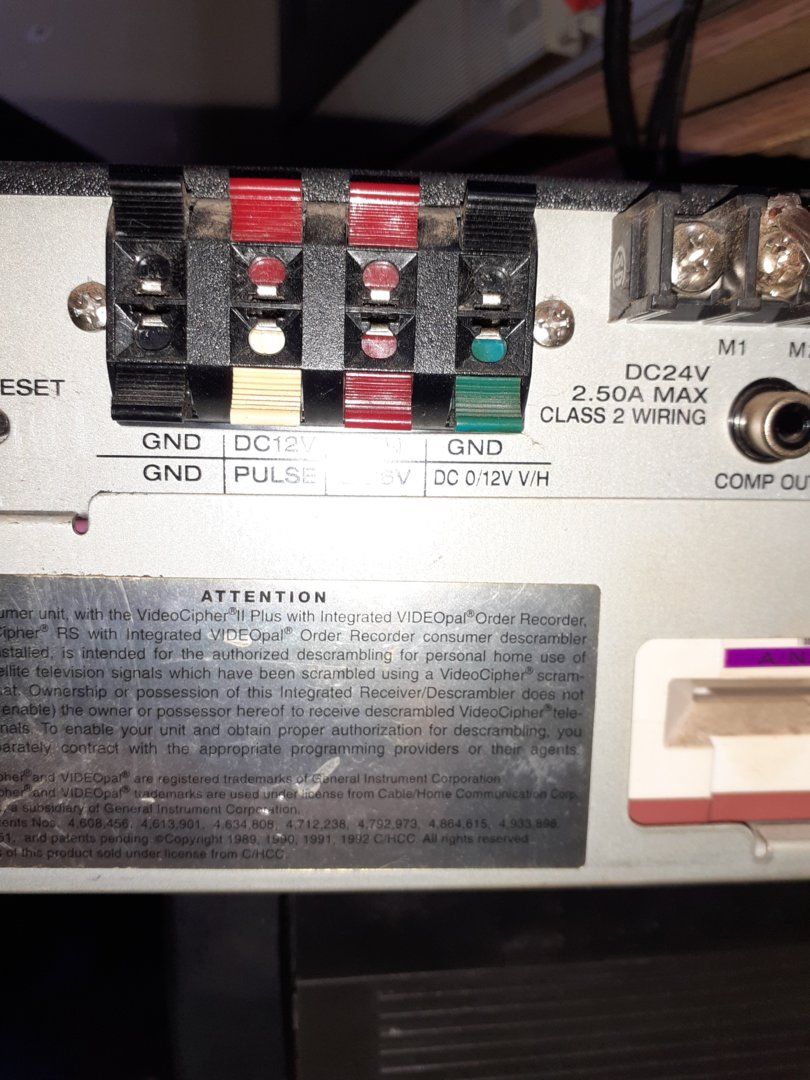 ESET
GND DC12V GND
GND PULSE 6V DC 0/12V V/H
M1 M
DC24V
2.50A MAX
CLASS 2 WIRING
COMP OUT
ATTENTION
umer unit, with the VideoCipher®II Plus with Integrated VIDEOpal® Order Recorder,
Cipher® RS with Integrated VIDEOpal® Order Recorder consumer descrambler
nstalled, is intended for the authorized descrambling for personal home use of
ellite television signals which have been scrambled using a VideoCipher® scram-
at. Ownership or possession of this Integrated Receiver/Descrambler does not
enable) the owner or possessor hereof to receive descrambled VideoCipher® tele-
nals. To enable your unit and obtain proper authorization for descrambling, you
parately contract with the appropriate programming providers or their agents.
pher® and VIDEOpal® are registered trademarks of General Instrument Corporation
pher® and VIDEOpal® trademarks are used under license from Cable/Home Communication Corp.
a subsidiary of General Instrument Corporation.
tents Nos. 4,608,456, 4,613,901, 4,634,808, 4,712,238, 4,792,973, 4,864,615, 4,933,898,
51, and patents pending ©Copyright 1989, 1990, 1991, 1992 C/HCC All rights reserved
s of this product sold under license from C/HCC
A/N